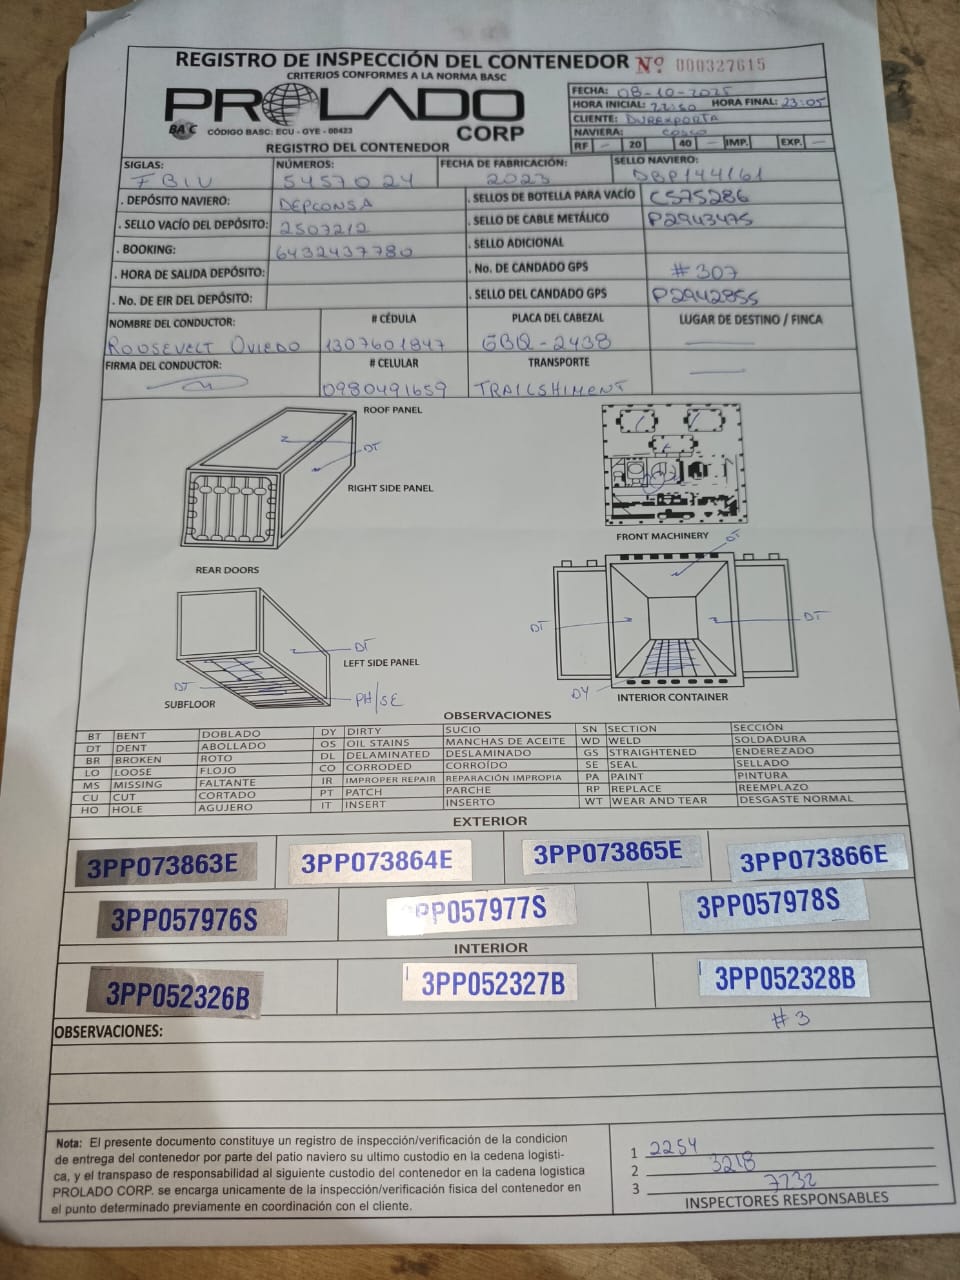 REGISTRO DE INSPECCIÓN DEL CONTENEDOR Nº 000327615
CRITERIOS CONFORMES A LA NORMA BASC
PROLADO
CORP
BASC CÓDIGO BASC: ECU - GYE - 00423
FECHA: 08-10-2025
HORA INICIAL: 22:50 HORA FINAL: 23:05
CLIENTE: DUREXPORTA
NAVIERA: COSCO
RF - 20 40 - IMP. EXP. -
REGISTRO DEL CONTENEDOR
SIGLAS: NÚMEROS: FECHA DE FABRICACIÓN: SELLO NAVIERO:
FBIU 5457024 2023 DBP144161
. DEPÓSITO NAVIERO: DEPCONSA . SELLOS DE BOTELLA PARA VACÍO CS75286
. SELLO VACÍO DEL DEPÓSITO: 2507212 . SELLO DE CABLE METÁLICO P2943475
. BOOKING: 6432437780 . SELLO ADICIONAL
. HORA DE SALIDA DEPÓSITO: . No. DE CANDADO GPS #307
. No. DE EIR DEL DEPÓSITO: . SELLO DEL CANDADO GPS P2942855
NOMBRE DEL CONDUCTOR: # CÉDULA PLACA DEL CABEZAL LUGAR DE DESTINO / FINCA
ROOSEVELT OVIEDO 1307601847 GBQ-2438
FIRMA DEL CONDUCTOR: # CELULAR TRANSPORTE
0980491659 TRAILSHIMENT
ROOF PANEL
DT
RIGHT SIDE PANEL
REAR DOORS
FRONT MACHINERY
DT
DT
DT
DT
LEFT SIDE PANEL
DT
PH/SE
SUBFLOOR
DY
INTERIOR CONTAINER
OBSERVACIONES
BT BENT DOBLADO DY DIRTY SUCIO SN SECTION SECCIÓN
DT DENT ABOLLADO OS OIL STAINS MANCHAS DE ACEITE WD WELD SOLDADURA
BR BROKEN ROTO DL DELAMINATED DESLAMINADO GS STRAIGHTENED ENDEREZADO
LO LOOSE FLOJO CO CORRODED CORROÍDO SE SEAL SELLADO
MS MISSING FALTANTE IR IMPROPER REPAIR REPARACIÓN IMPROPIA PA PAINT PINTURA
CU CUT CORTADO PT PATCH PARCHE RP REPLACE REEMPLAZO
HO HOLE AGUJERO IT INSERT INSERTO WT WEAR AND TEAR DESGASTE NORMAL
EXTERIOR
3PP073863E 3PP073864E 3PP073865E 3PP073866E
3PP057976S 3PP057977S 3PP057978S
INTERIOR
3PP052326B 3PP052327B 3PP052328B
#3
OBSERVACIONES:
Nota: El presente documento constituye un registro de inspección/verificación de la condicion
de entrega del contenedor por parte del patio naviero su ultimo custodio en la cedena logisti-
ca, y el transpaso de responsabilidad al siguiente custodio del contenedor en la cadena logistica
PROLADO CORP. se encarga unicamente de la inspección/verificación fisica del contenedor en
el punto determinado previamente en coordinación con el cliente.
1 2254
2 3218
3 7232
INSPECTORES RESPONSABLES